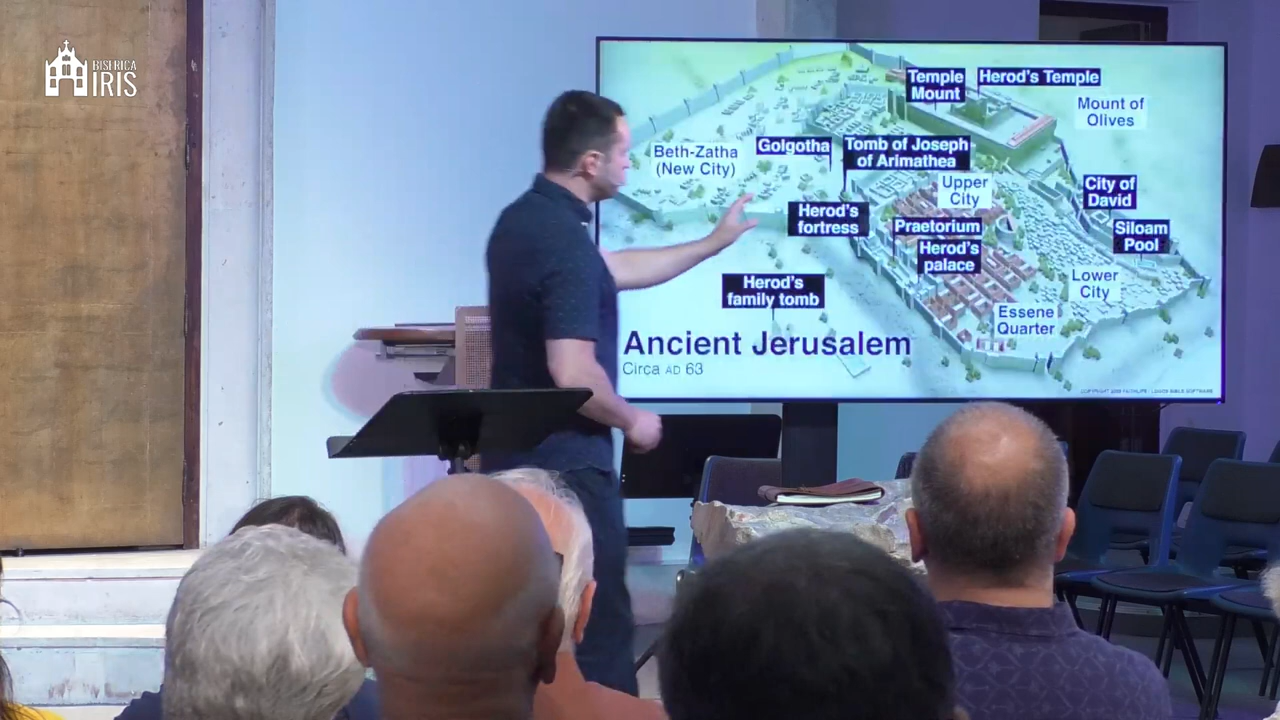 BISERICA
IRIS
Temple
Mount
Herod's Temple
Mount of
Olives
Beth-Zatha
(New City)
Golgotha
Tomb of Joseph
of Arimathea
Upper
City
City of
David
Herod's
fortress
Praetorium
Siloam
Pool
Herod's
palace
Herod's
family tomb
Lower
City
Essene
Quarter
Ancient Jerusalem
Circa AD 63